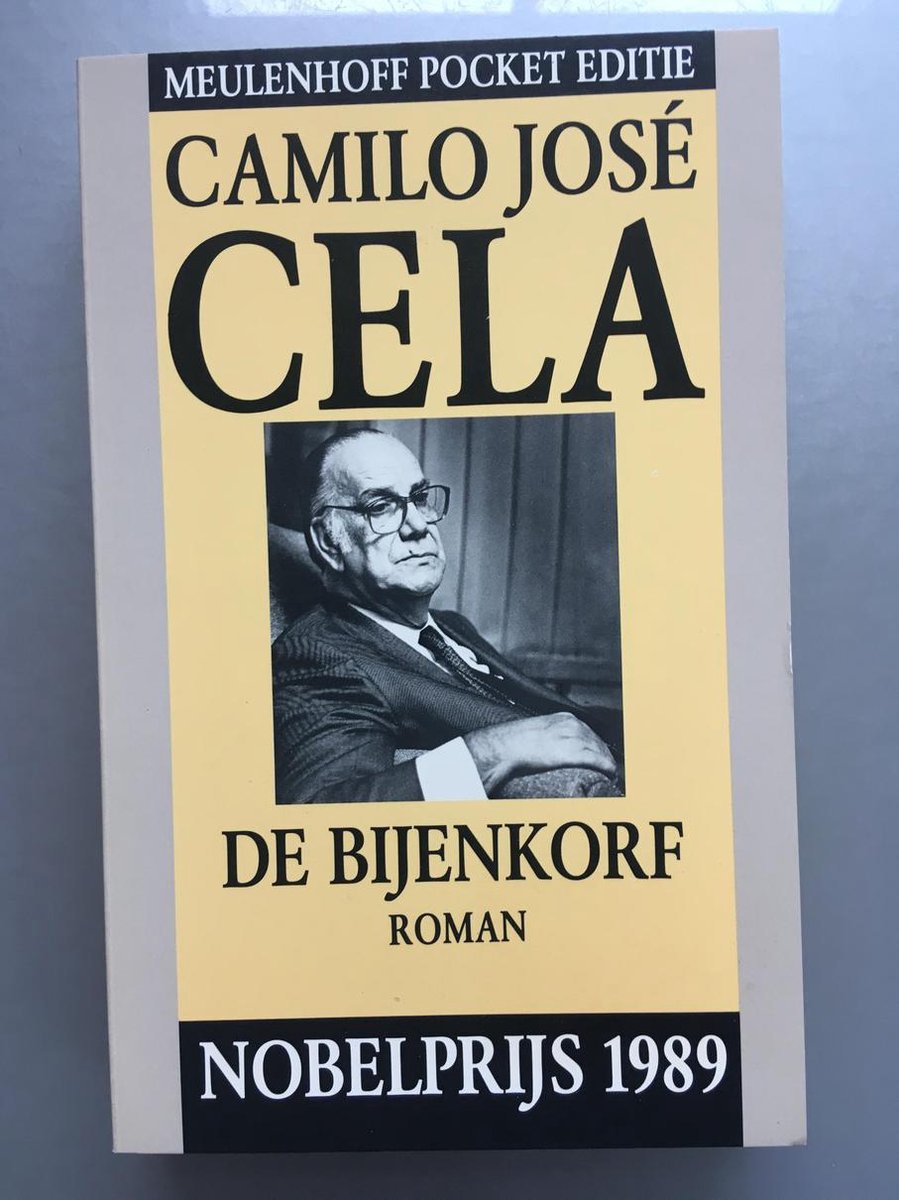 MEULENHOFF POCKET EDITIE
CAMILO JOSÉ
CELA
DE BIJENKORF
ROMAN
NOBELPRIJS 1989